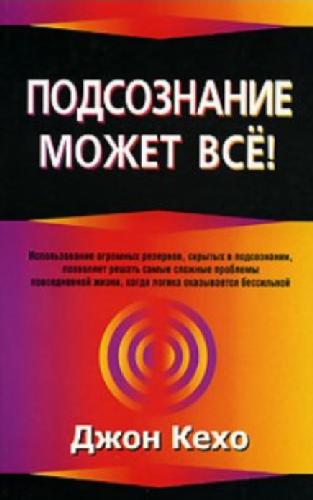 ПОДСОЗНАНИЕ
МОЖЕТ ВСЁ!
Использование огромных резервов, скрытых в подсознании,
позволяет решать самые сложные проблемы
повседневной жизни, когда логика оказывается бессильной
Джон Кехо